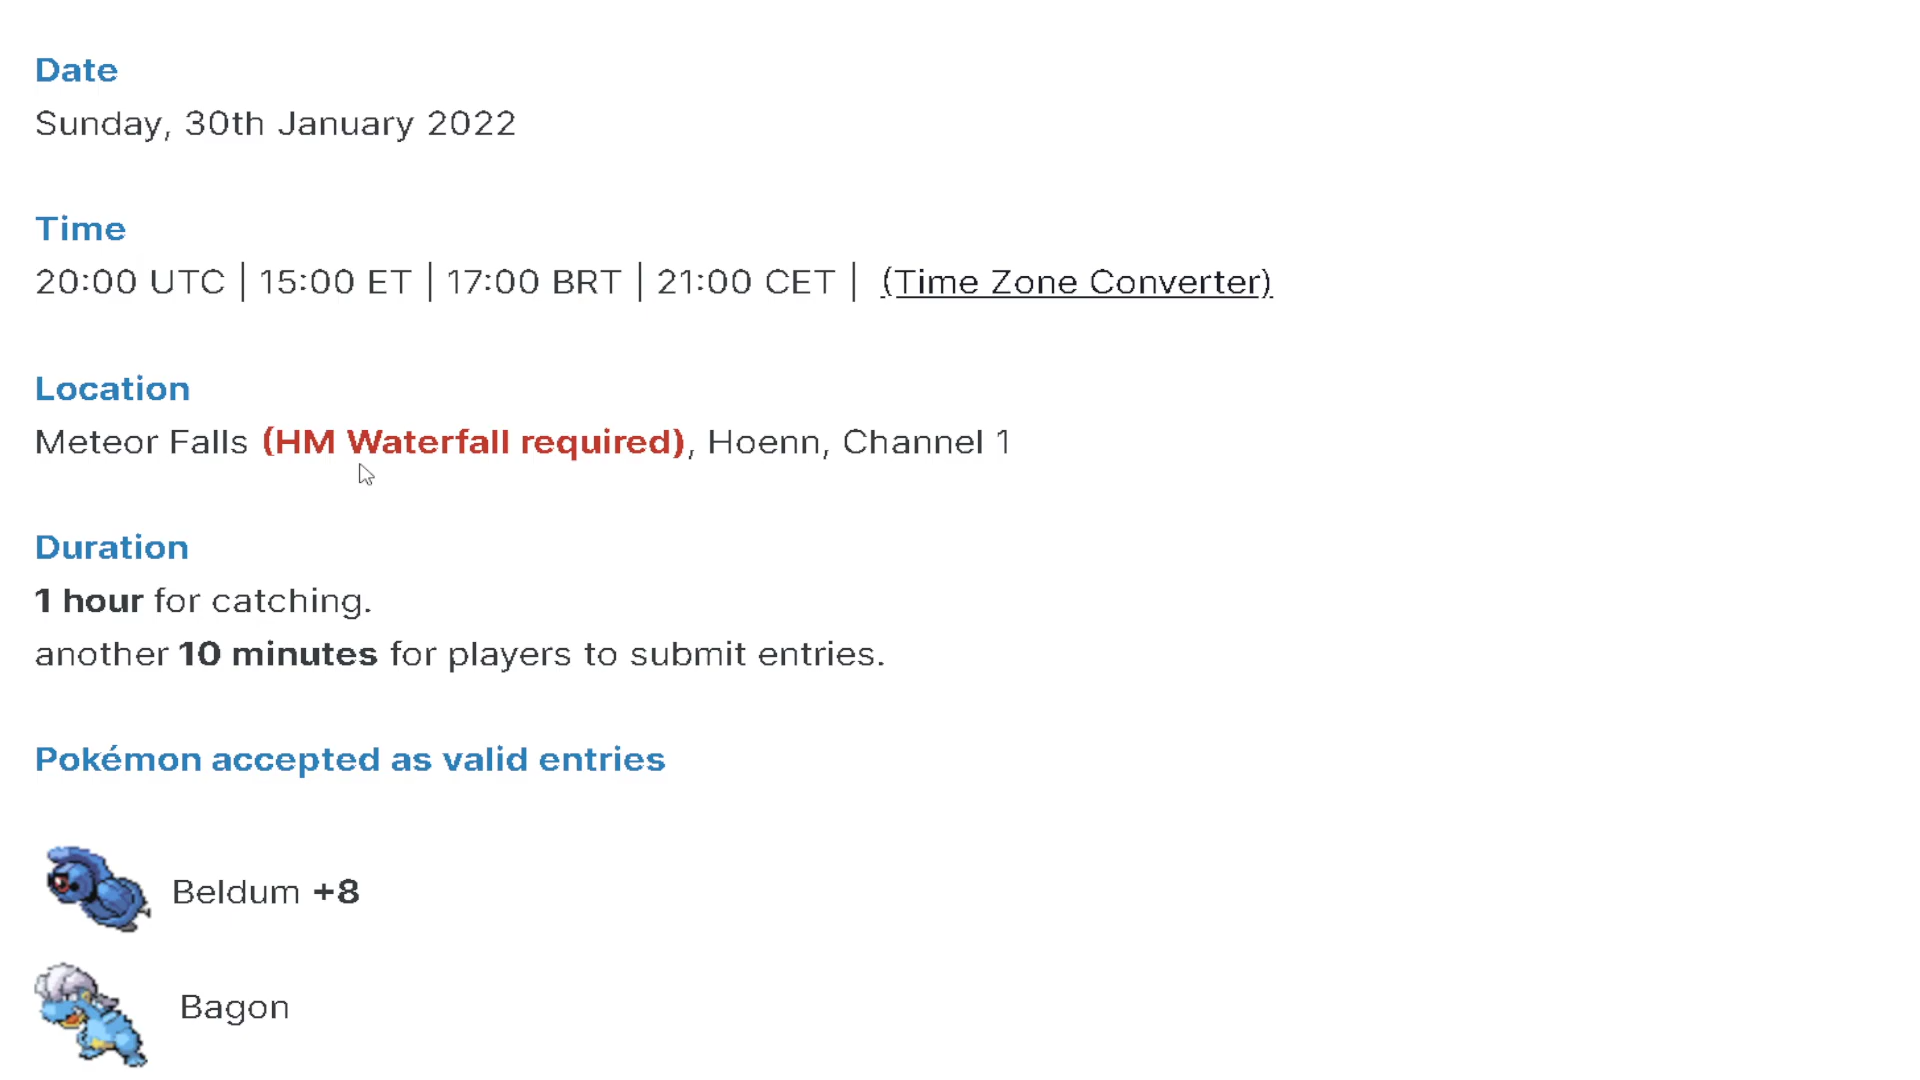 Date
Sunday, 30th January 2022
Time
20:00 UTC | 15:00 ET | 17:00 BRT | 21:00 CET | (Time Zone Converter)
Location
Meteor Falls (HM Waterfall required), Hoenn, Channel 1
Duration
1 hour for catching.
another 10 minutes for players to submit entries.
Pokémon accepted as valid entries
Beldum +8
Bagon